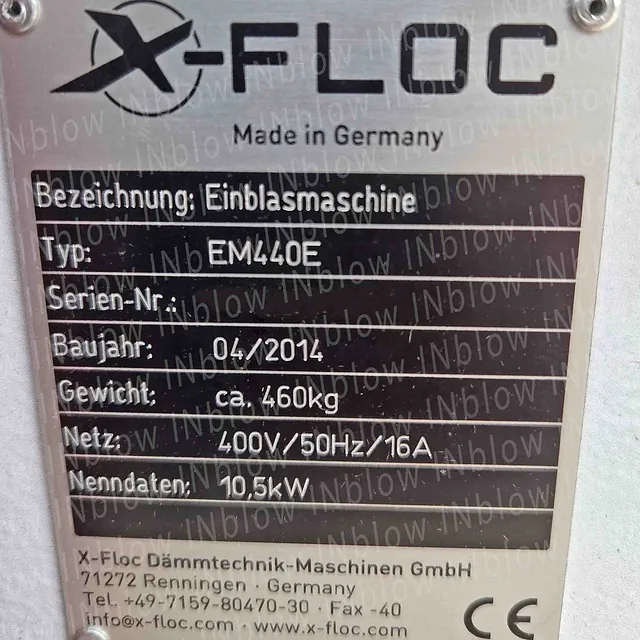 X-FLOC
Made in Germany
Bezeichnung: Einblasmaschine
Typ: EM440E
Serien-Nr.:
Baujahr: 04/2014
Gewicht: ca. 460kg
Netz: 400V/50Hz/16A
Nenndaten: 10,5kW
X-Floc Dämmtechnik-Maschinen GmbH
71272 Renningen · Germany
Tel. +49-7159-80470-30 · Fax -40
info@x-floc.com · www.x-floc.com
CE
INblow